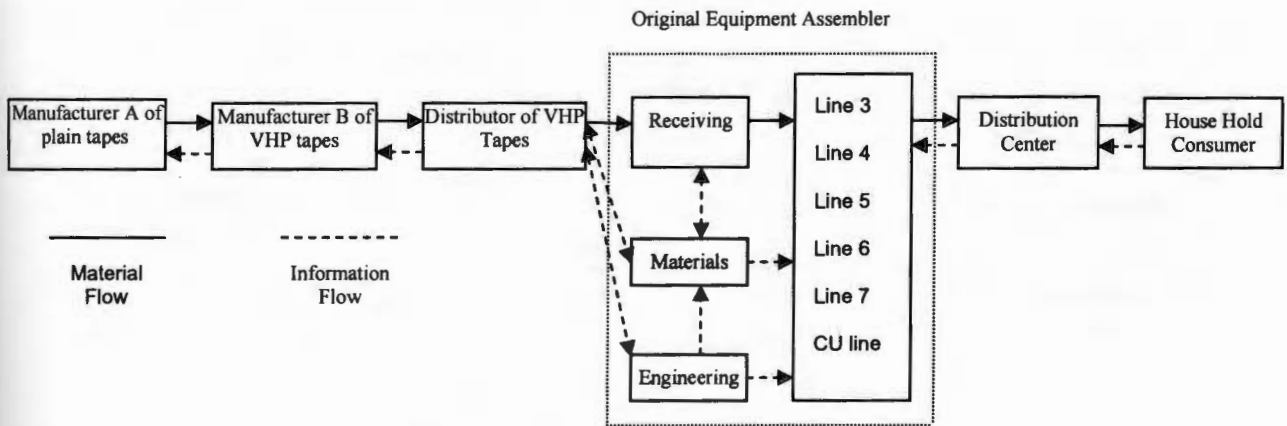 Original Equipment Assembler
Manufacturer A of
plain tapes
Manufacturer B of
VHP tapes
Distributor of VHP
Tapes
Receiving
Materials
Engineering
Line 3
Line 4
Line 5
Line 6
Line 7
CU line
Distribution
Center
House Hold
Consumer
Material
Flow
Information
Flow